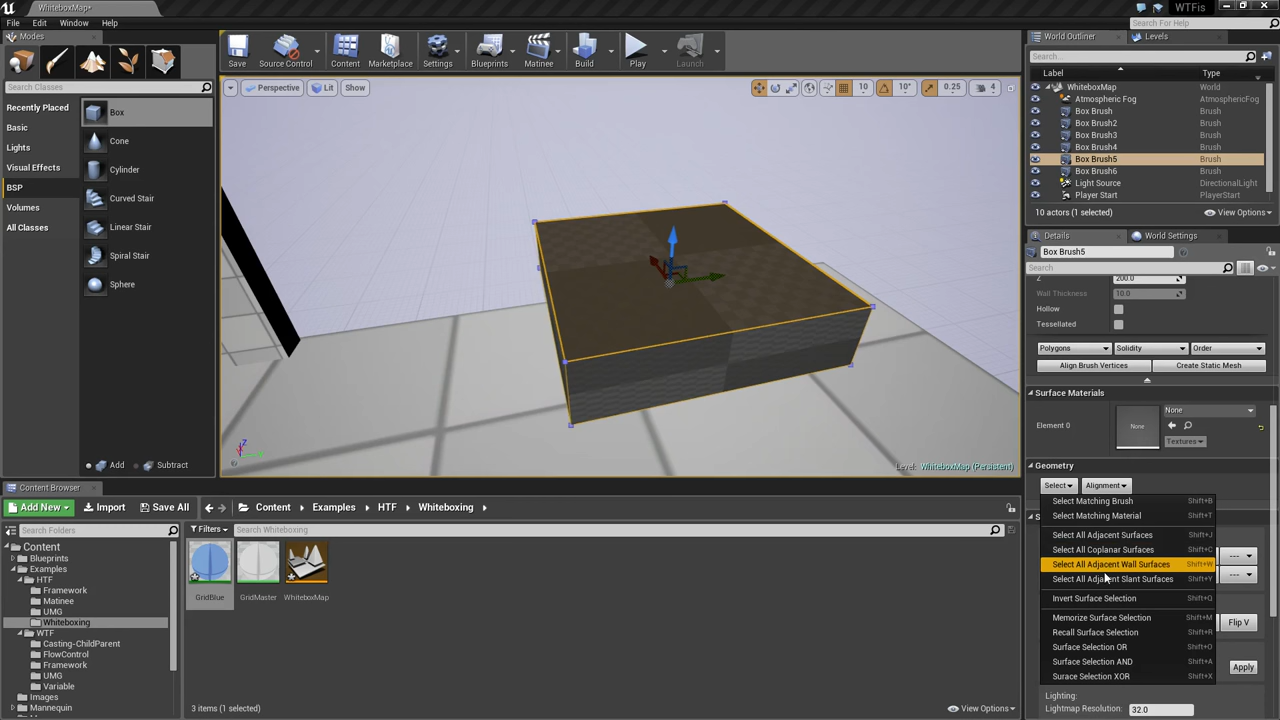 WhiteboxMap*
WTFis
File Edit Window Help
Search For Help
Modes
World Outliner Levels
Save Source Control Content Marketplace Settings Blueprints Matinee Build Play Launch
Search...
Search Classes
Label Type
Recently Placed
Basic
Lights
Visual Effects
BSP
Volumes
All Classes
Box
Cone
Cylinder
Curved Stair
Linear Stair
Spiral Stair
Sphere
Add Subtract
Perspective Lit Show 10 10° 0.25 4
WhiteboxMap World
Atmospheric Fog AtmosphericFog
Box Brush Brush
Box Brush2 Brush
Box Brush3 Brush
Box Brush4 Brush
Box Brush5 Brush
Box Brush6 Brush
Light Source DirectionalLight
Player Start PlayerStart
10 actors (1 selected) View Options
Details World Settings
Box Brush5
Search
Z 200.0
Wall Thickness 10.0
Hollow
Tessellated
Polygons Solidity Order
Align Brush Vertices Create Static Mesh
Surface Materials
Element 0 None None
Textures
Geometry
Select Alignment
Select Matching Brush Shift+B
Select Matching Material Shift+T
Select All Adjacent Surfaces Shift+J
Select All Coplanar Surfaces Shift+C
Select All Adjacent Wall Surfaces Shift+W
Select All Adjacent Slant Surfaces Shift+Y
Invert Surface Selection Shift+Q
Memorize Surface Selection Shift+M
Recall Surface Selection Shift+R
Surface Selection OR Shift+O
Surface Selection AND Shift+A
Surace Selection XOR Shift+X
---
---
Flip V
Apply
Lighting:
Lightmap Resolution: 32.0
Level: WhiteboxMap (Persistent)
Z
Content Browser
Add New Import Save All Content Examples HTF Whiteboxing
Search Folders
Filters Search Whiteboxing
Content
Blueprints
Examples
HTF
Framework
Matinee
UMG
Whiteboxing
WTF
Casting-ChildParent
FlowControl
Framework
UMG
Variable
Images
Mannequin
GridBlue GridMaster WhiteboxMap
3 items (1 selected) View Options